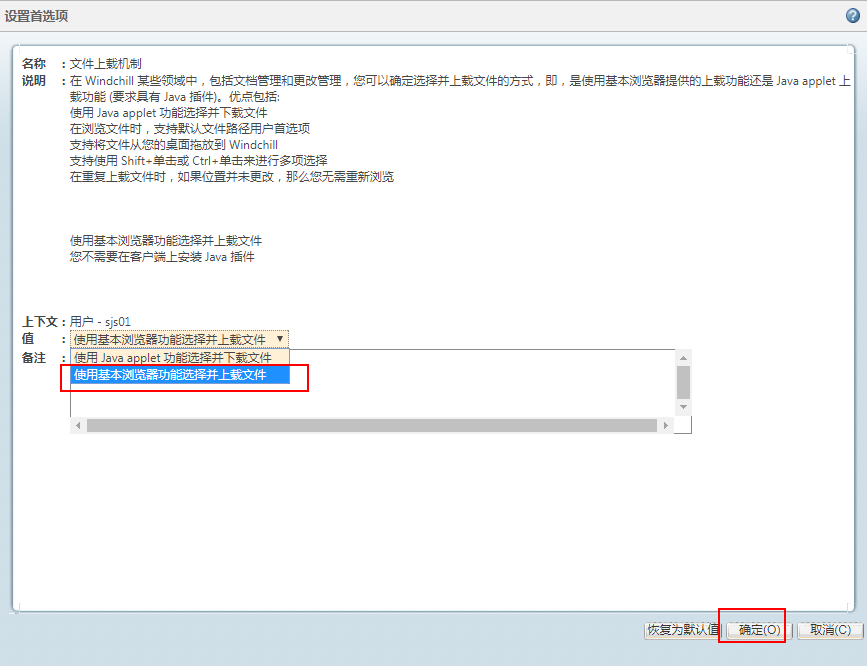 设置首选项
名称 ：文件上载机制
说明 ：在 Windchill 某些领域中，包括文档管理和更改管理，您可以确定选择并上载文件的方式，即，是使用基本浏览器提供的上载功能还是 Java applet 上
载功能 (要求具有 Java 插件)。优点包括:
使用 Java applet 功能选择并下载文件
在浏览文件时，支持默认文件路径用户首选项
支持将文件从您的桌面拖放到 Windchill
支持使用 Shift+单击或 Ctrl+单击来进行多项选择
在重复上载文件时，如果位置并未更改，那么您无需重新浏览
使用基本浏览器功能选择并上载文件
您不需要在客户端上安装 Java 插件
上下文：用户 - sjs01
值 ：使用基本浏览器功能选择并上载文件
备注 ：使用 Java applet 功能选择并下载文件
使用基本浏览器功能选择并上载文件
恢复为默认值 确定(O) 取消(C)